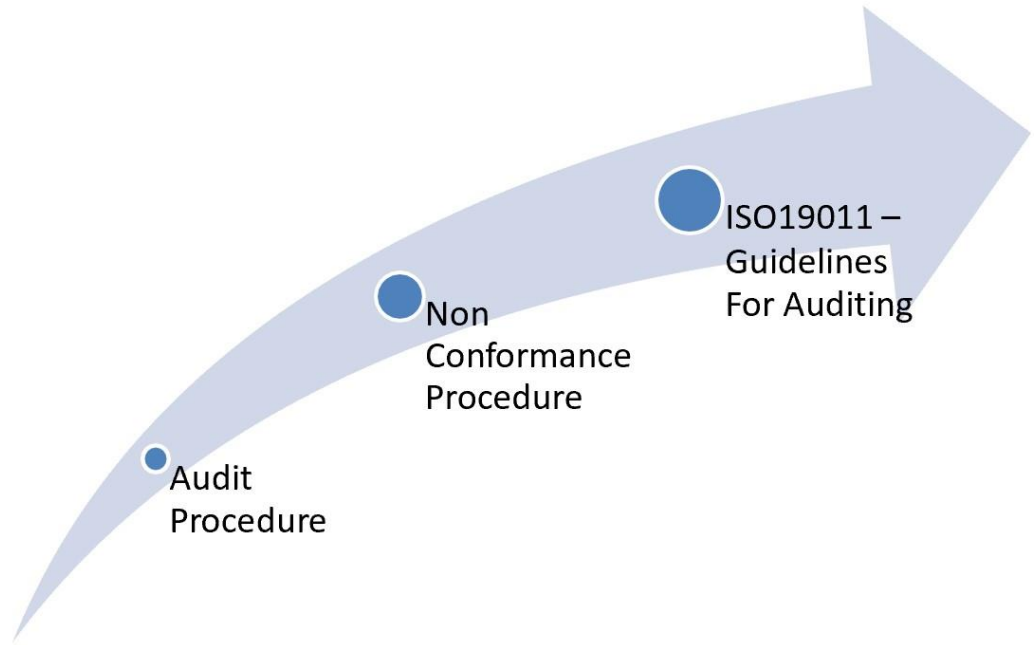 Audit
Procedure
Non
Conformance
Procedure
ISO19011 –
Guidelines
For Auditing